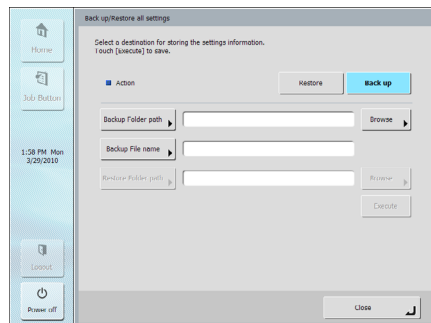 Back up/Restore all settings
Home
Job Button
1:58 PM Mon
3/29/2010
Logout
Power off
Select a destination for storing the settings information.
Touch [Execute] to save.
Action
Restore
Back up
Backup Folder path
Browse
Backup File name
Restore Folder path
Browse
Execute
Close